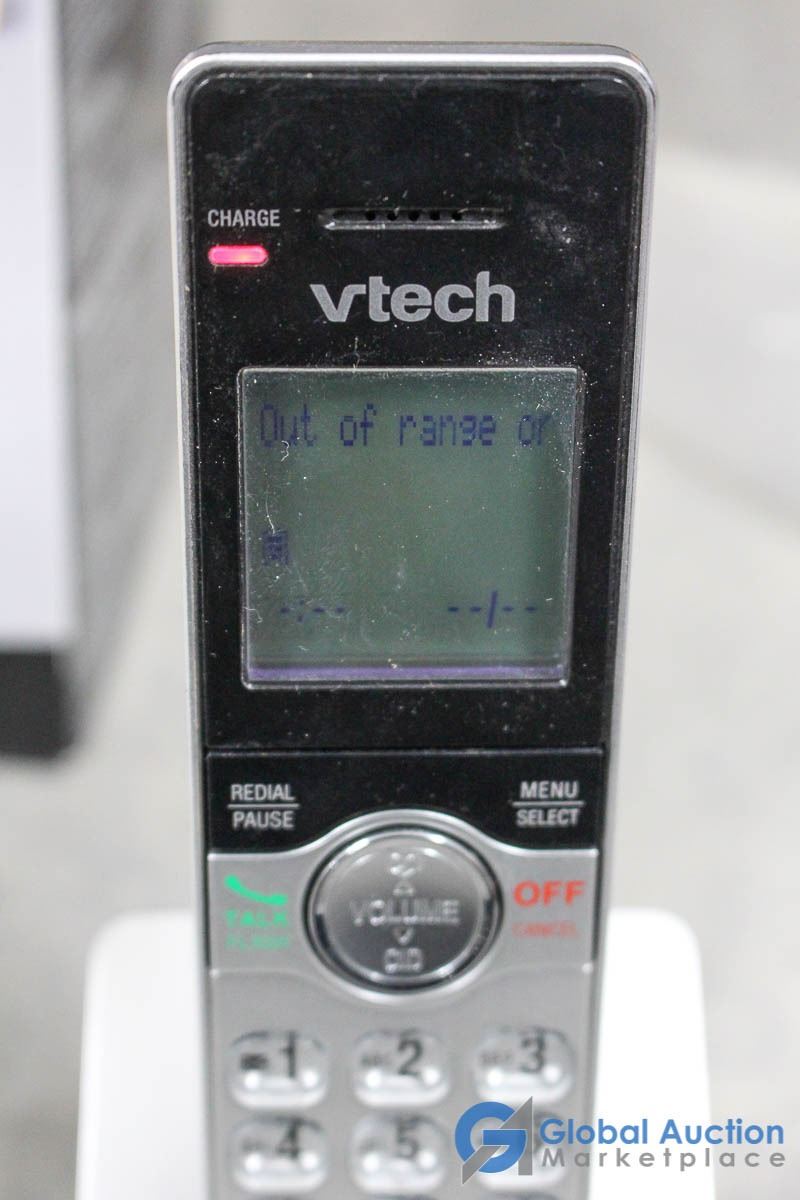 CHARGE
vtech
Out of range or
--:-- --/--
REDIAL MENU
PAUSE SELECT
OFF
TALK
FLASH CANCEL
VOLUME
CID
1 2 3
4 5
Global Auction
Marketplace